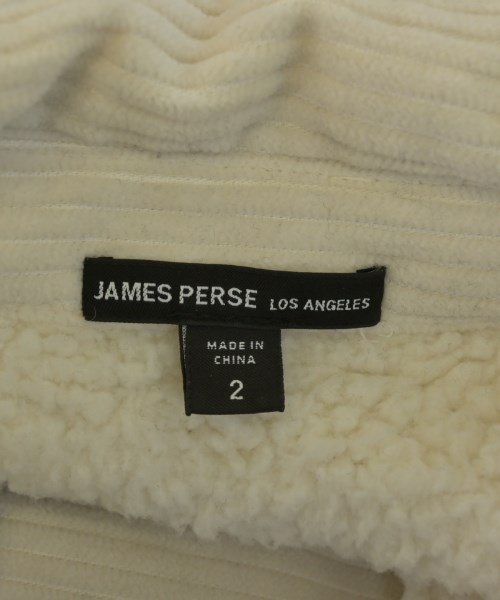 JAMES PERSE LOS ANGELES
MADE IN
CHINA
2